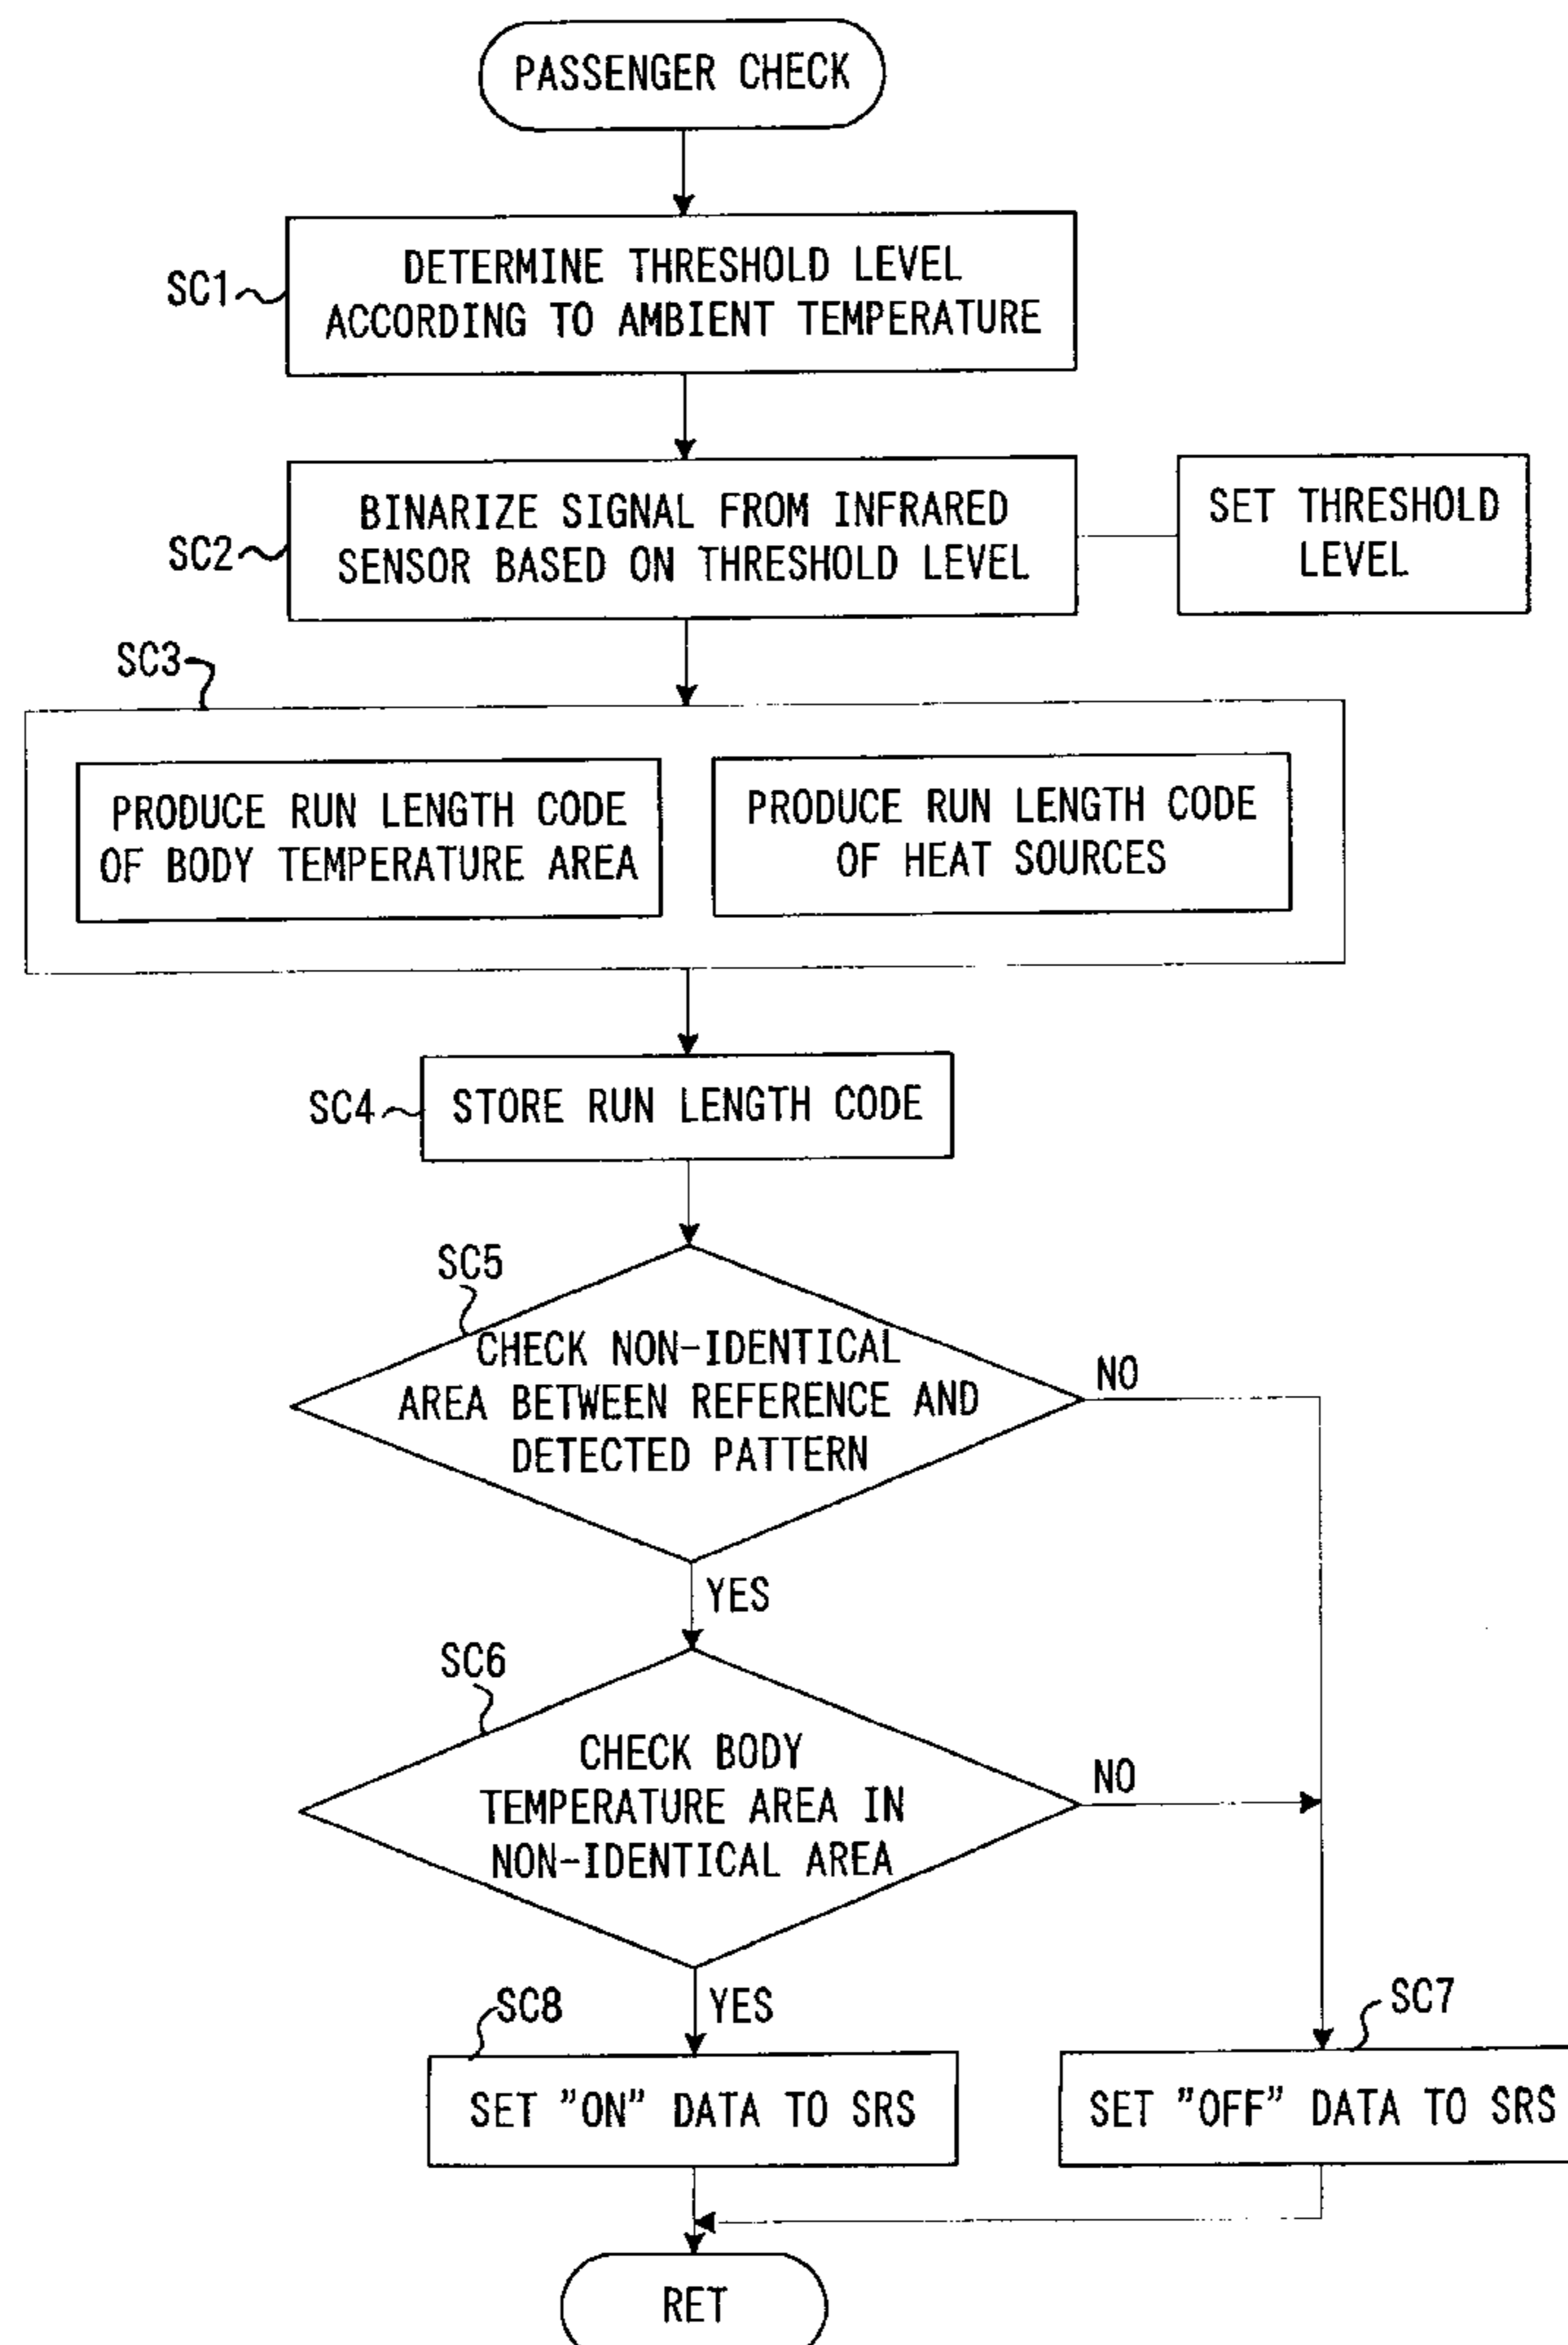 PASSENGER CHECK
SC1
DETERMINE THRESHOLD LEVEL
ACCORDING TO AMBIENT TEMPERATURE
SC2
BINARIZE SIGNAL FROM INFRARED
SENSOR BASED ON THRESHOLD LEVEL
SET THRESHOLD
LEVEL
SC3
PRODUCE RUN LENGTH CODE
OF BODY TEMPERATURE AREA
PRODUCE RUN LENGTH CODE
OF HEAT SOURCES
SC4
STORE RUN LENGTH CODE
SC5
CHECK NON-IDENTICAL
AREA BETWEEN REFERENCE AND
DETECTED PATTERN
NO
YES
SC6
CHECK BODY
TEMPERATURE AREA IN
NON-IDENTICAL AREA
NO
YES
SC8
SET "ON" DATA TO SRS
SC7
SET "OFF" DATA TO SRS
RET